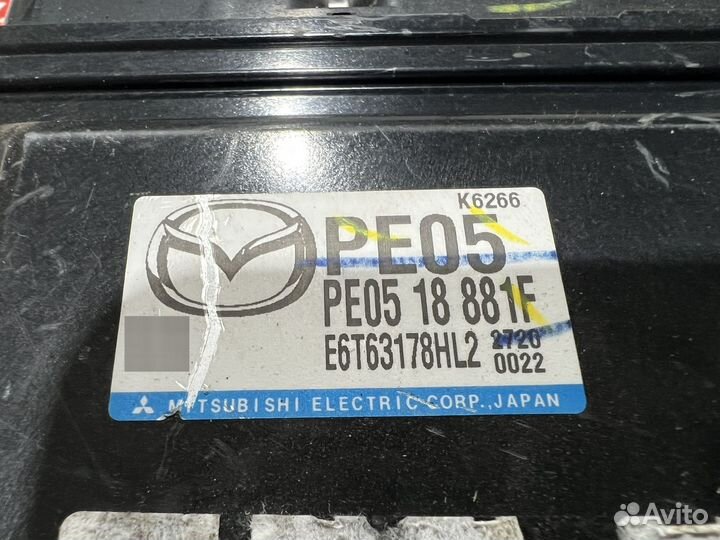 K6266
PE05
PE05 18 881F
E6T63178HL2 2720
0022
MITSUBISHI ELECTRIC CORP., JAPAN
Avito